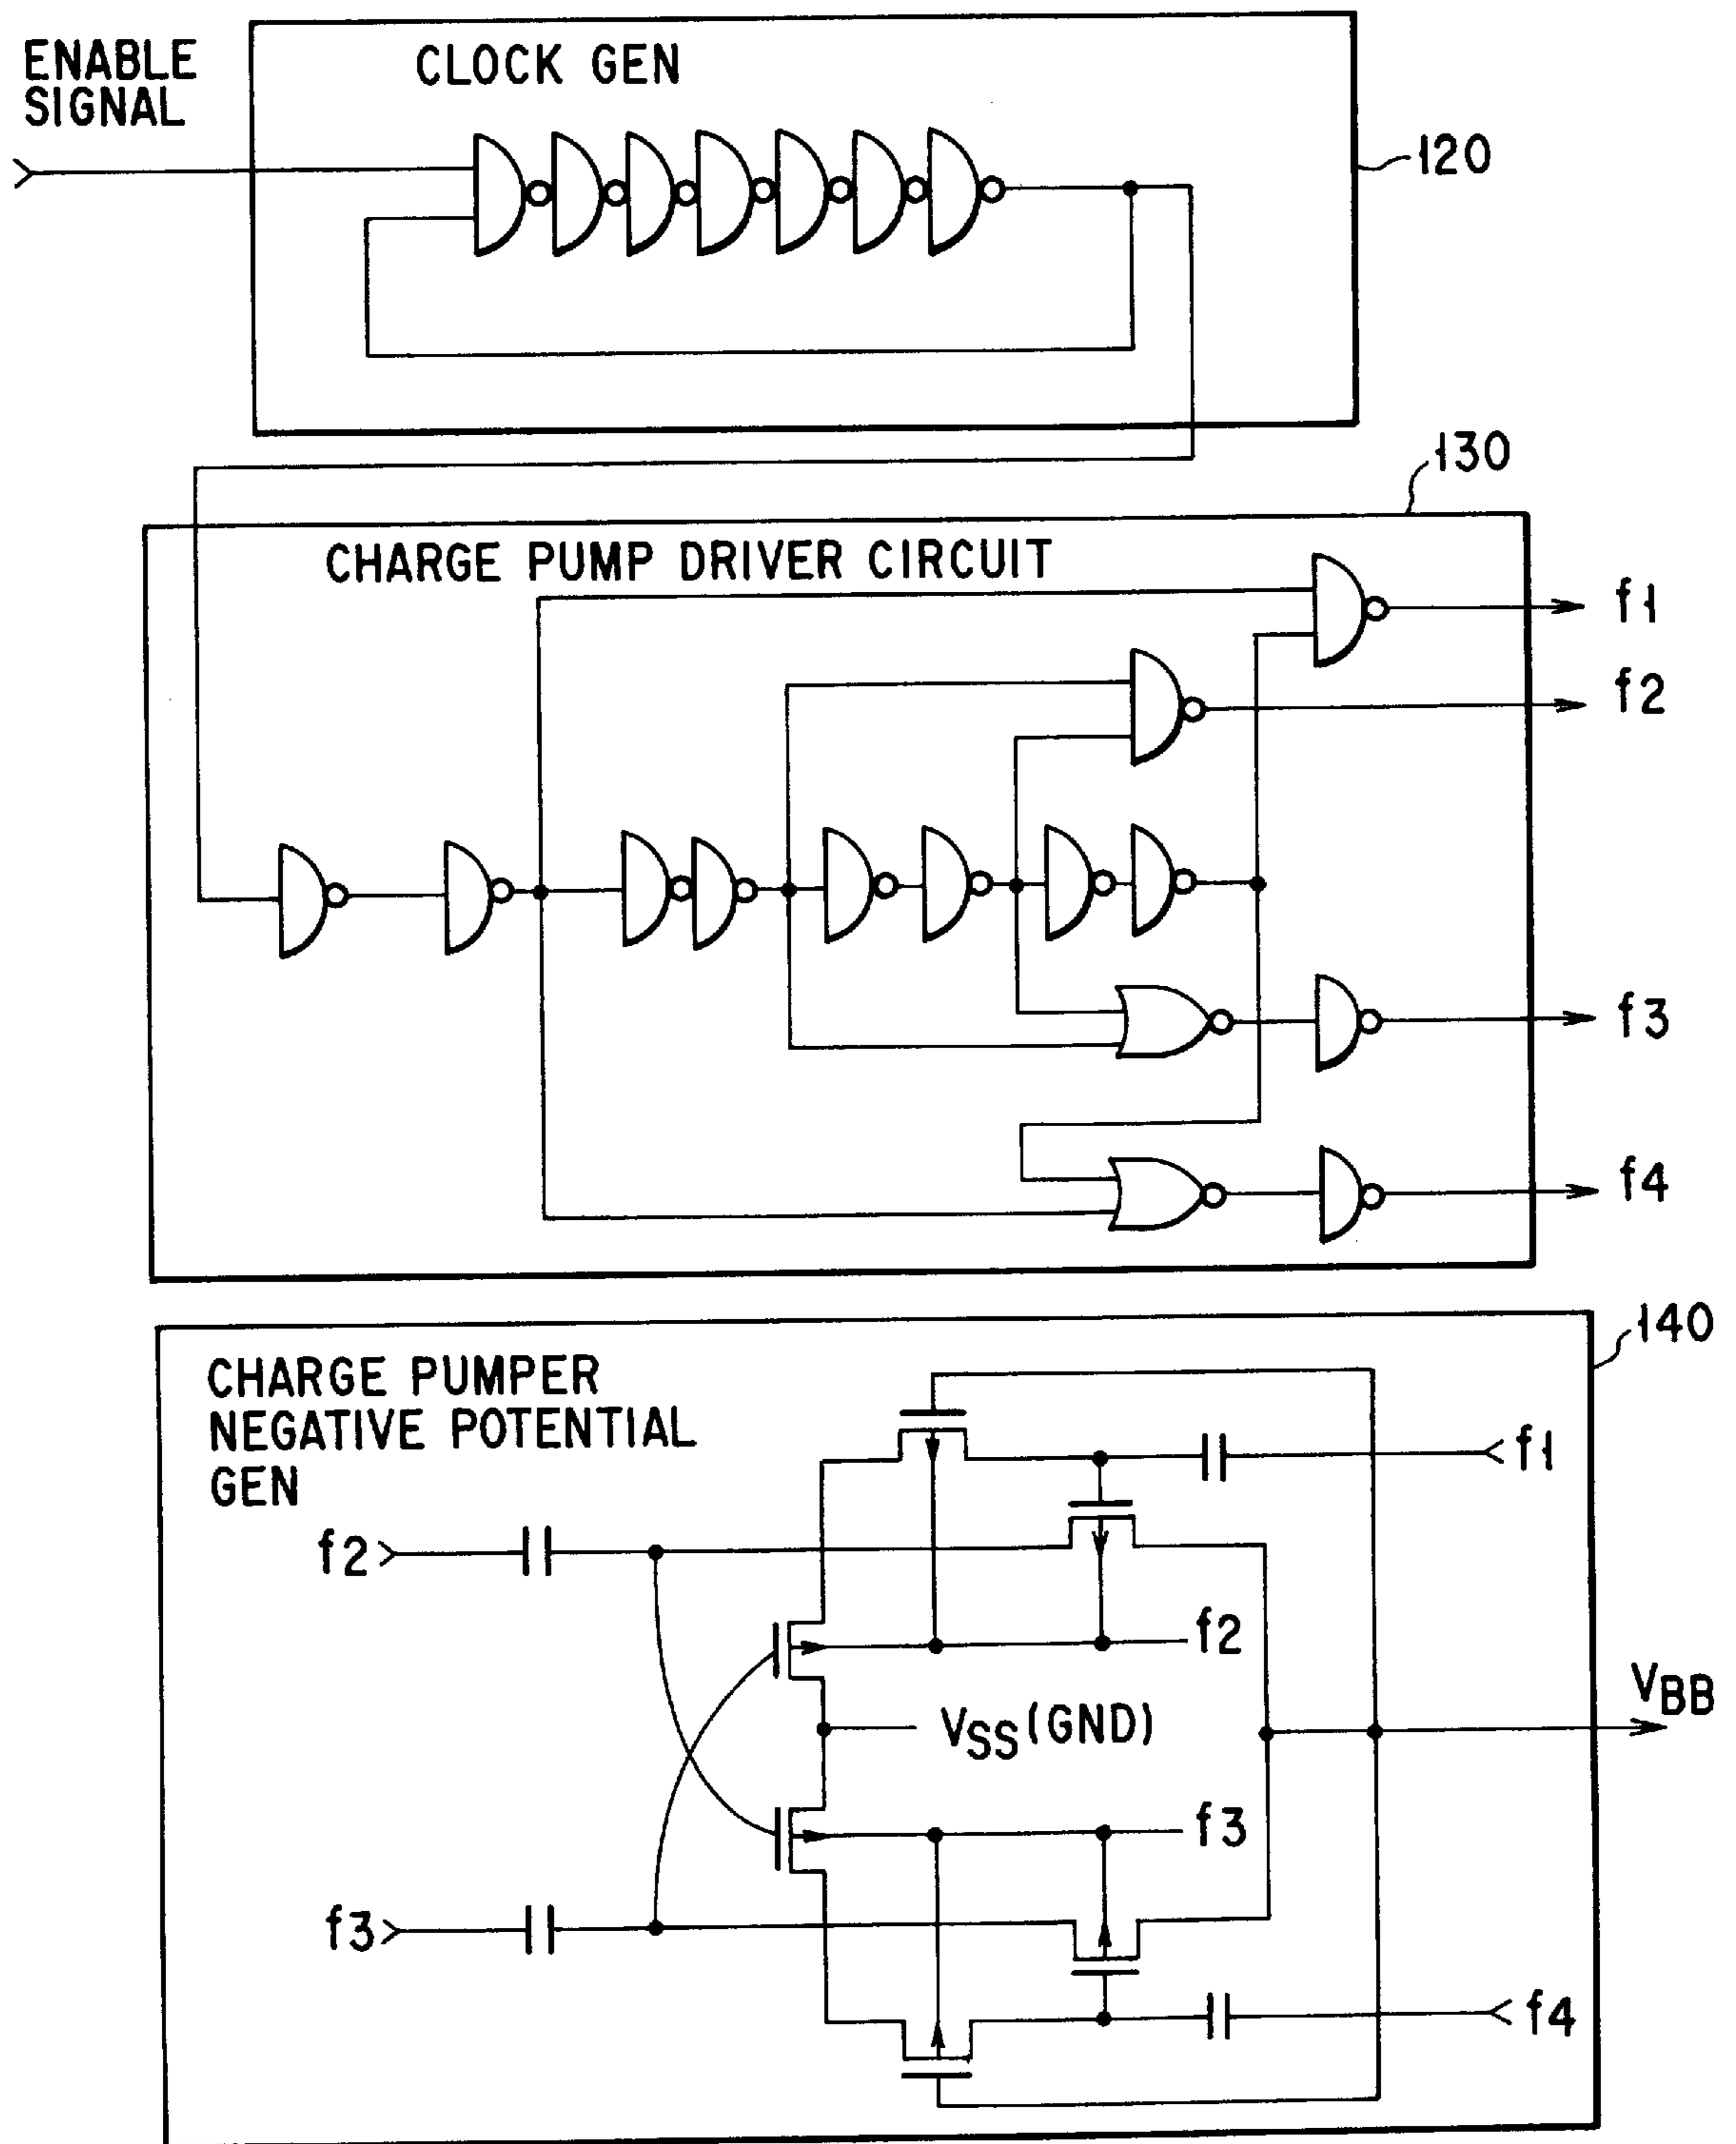 ENABLE
SIGNAL
CLOCK GEN
120
130
CHARGE PUMP DRIVER CIRCUIT
f1
f2
f3
f4
140
CHARGE PUMPER
NEGATIVE POTENTIAL
GEN
f1
f2
f2
VBB
VSS(GND)
f3
f3
f4